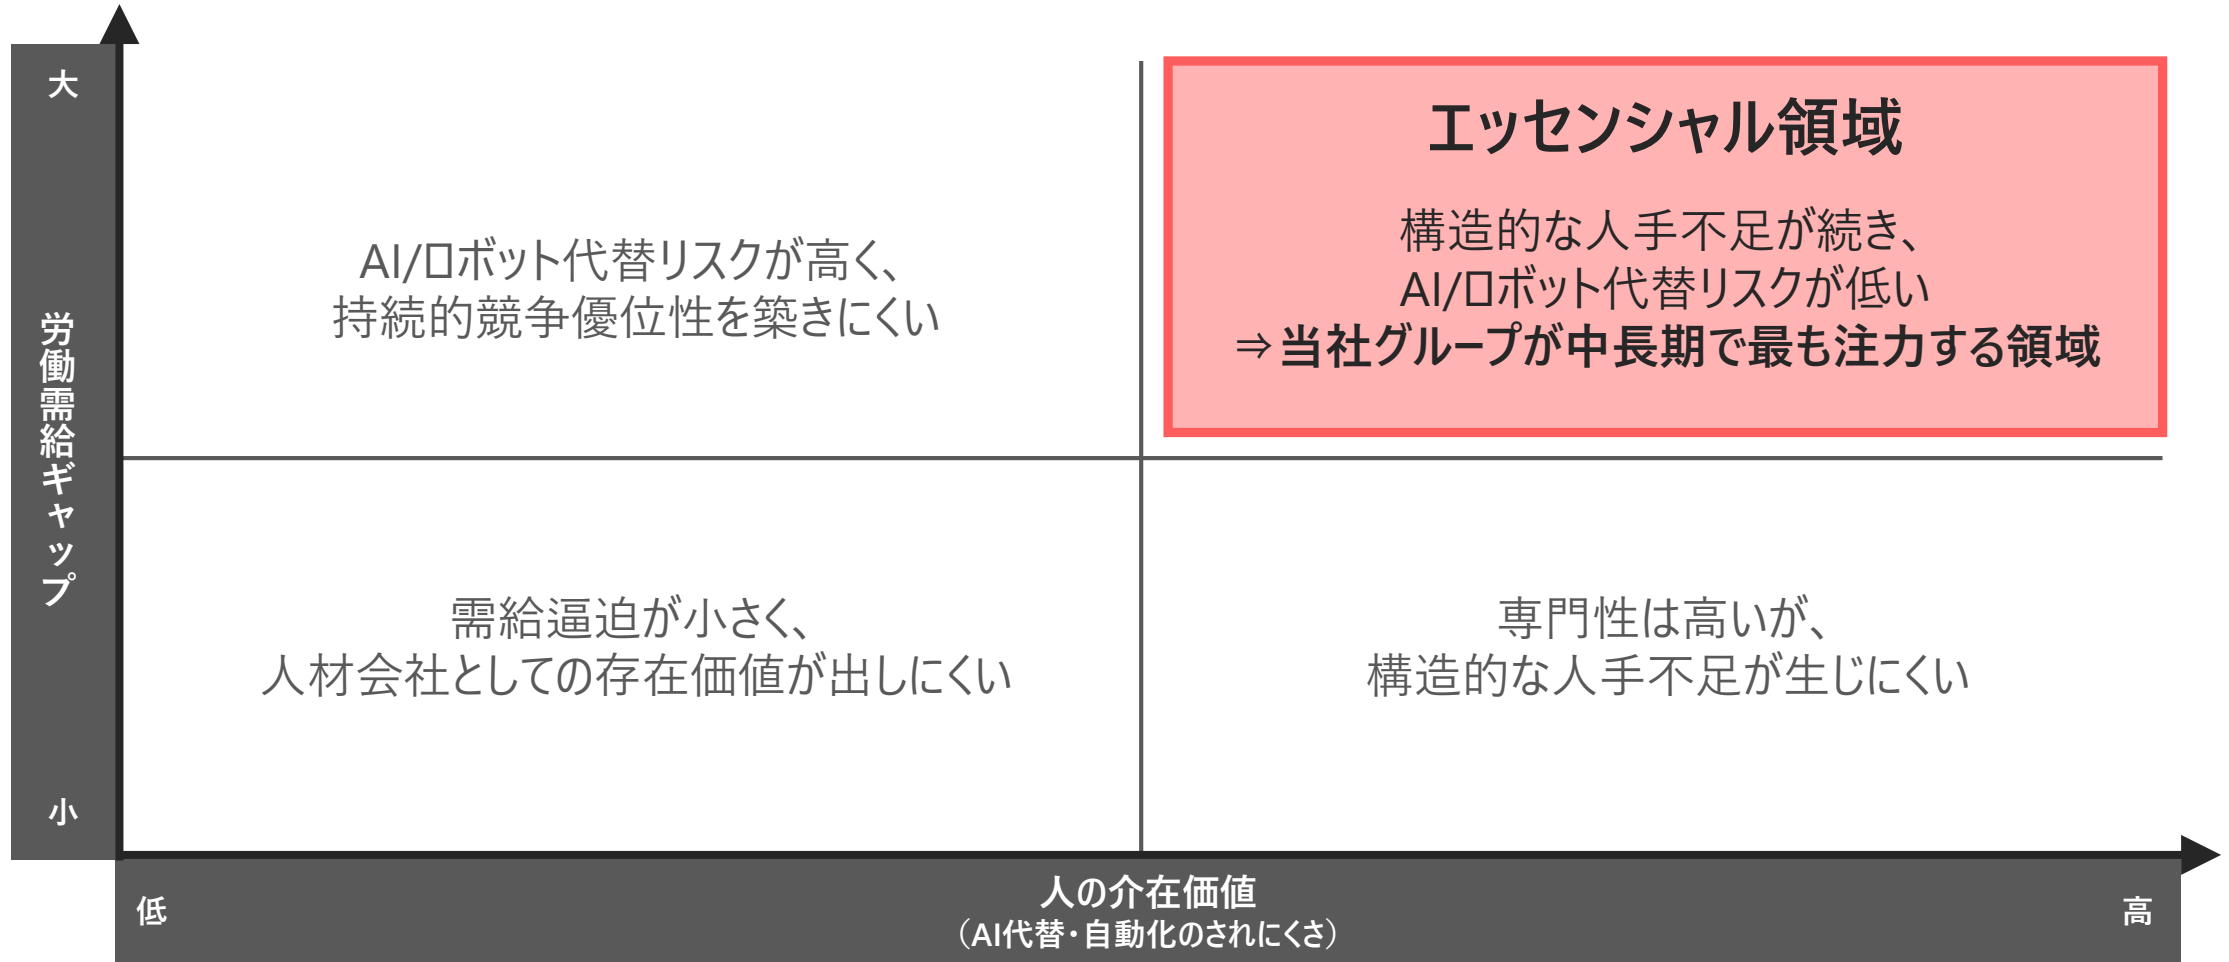 大
労働需給ギャップ
小
AI/ロボット代替リスクが高く、
持続的競争優位性を築きにくい
エッセンシャル領域
構造的な人手不足が続き、
AI/ロボット代替リスクが低い
⇒当社グループが中長期で最も注力する領域
需給逼迫が小さく、
人材会社としての存在価値が出しにくい
専門性は高いが、
構造的な人手不足が生じにくい
低
人の介在価値
（AI代替・自動化のされにくさ）
高